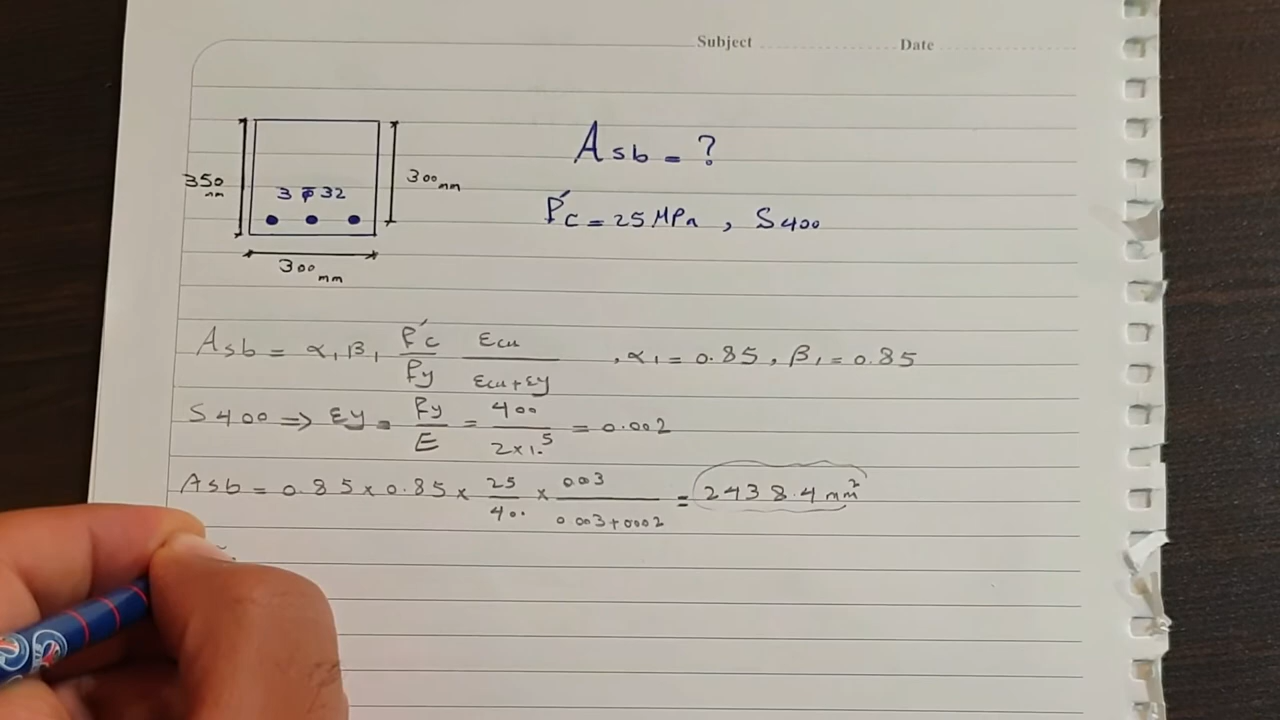 Subject Date
Asb = ?
350 mm
3 Φ 32
300 mm
f'c = 25 MPa , S400
300 mm
Asb = α1 β1 f'c/fy εcu/εcu+εy , α1 = 0.85 , β1 = 0.85
S400 ⇒ εy = fy/E = 400/2×1.5 = 0.002
Asb = 0.85 × 0.85 × 25/400 × 0.003/0.003+0.002 = 2438.4 mm²